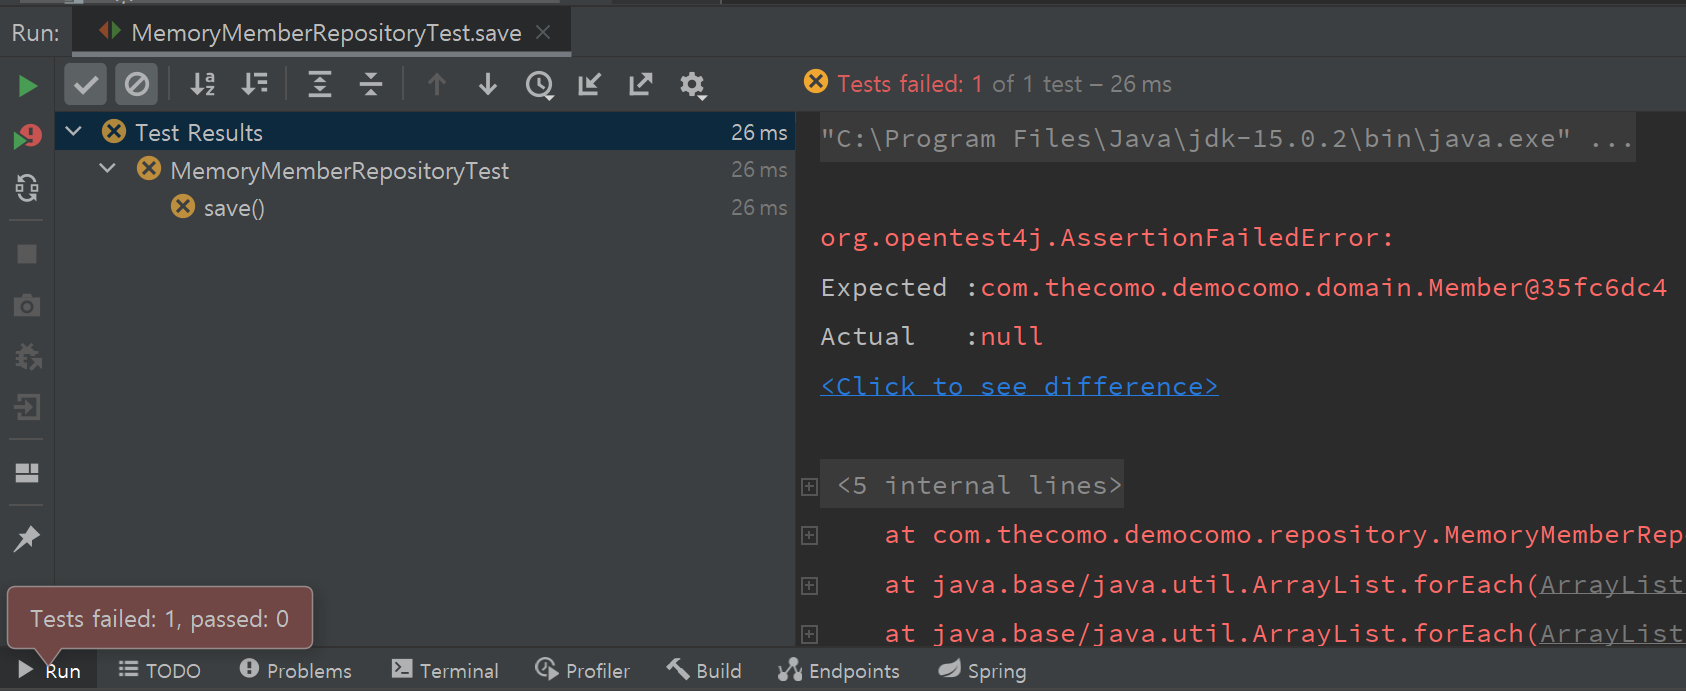 Run: MemoryMemberRepositoryTest.save
Tests failed: 1 of 1 test – 26 ms
Test Results 26 ms
MemoryMemberRepositoryTest 26 ms
save() 26 ms
"C:\Program Files\Java\jdk-15.0.2\bin\java.exe" ...
org.opentest4j.AssertionFailedError:
Expected :com.thecomo.democomo.domain.Member@35fc6dc4
Actual   :null
<Click to see difference>
<5 internal lines>
at com.thecomo.democomo.repository.MemoryMemberRep
at java.base/java.util.ArrayList.forEach(ArrayList
at java.base/java.util.ArrayList.forEach(ArrayList
Tests failed: 1, passed: 0
Run TODO Problems Terminal Profiler Build Endpoints Spring